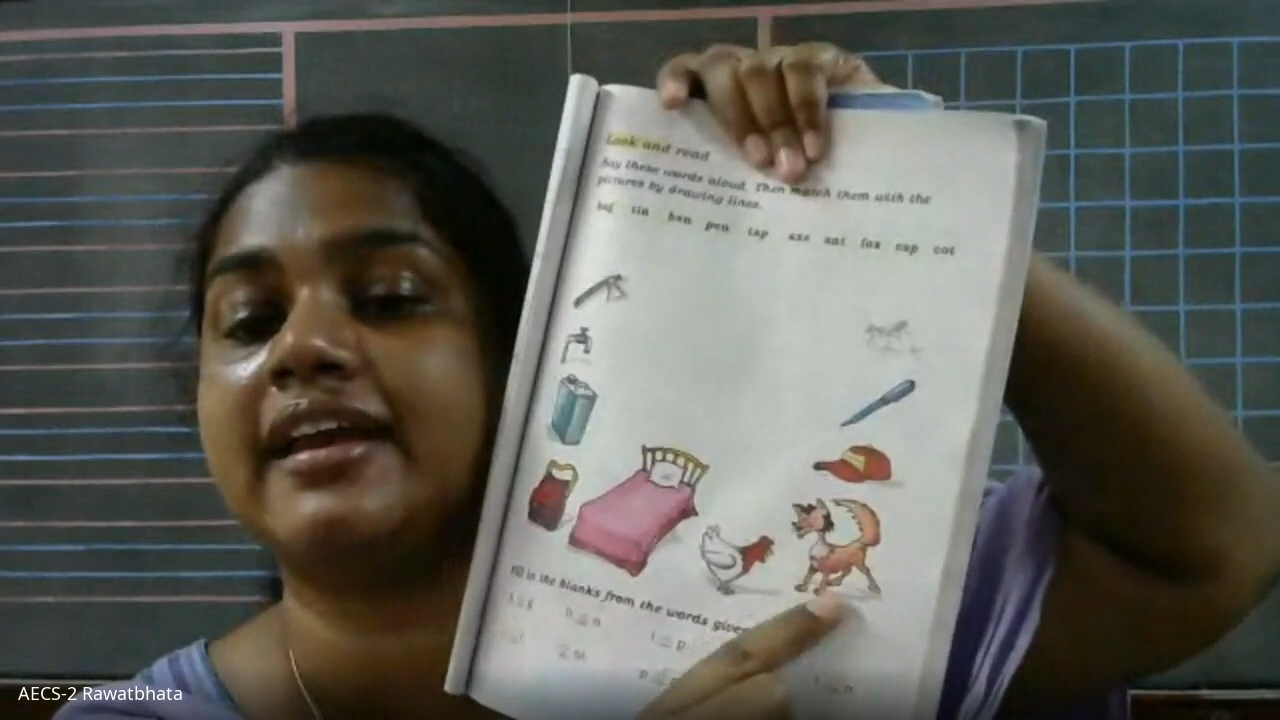 Look and read
Say these words aloud. Then match them with the
pictures by drawing lines.
tin hen pen tap axe ant fox cap cot
Fill in the blanks from the words given
AECS-2 Rawatbhata